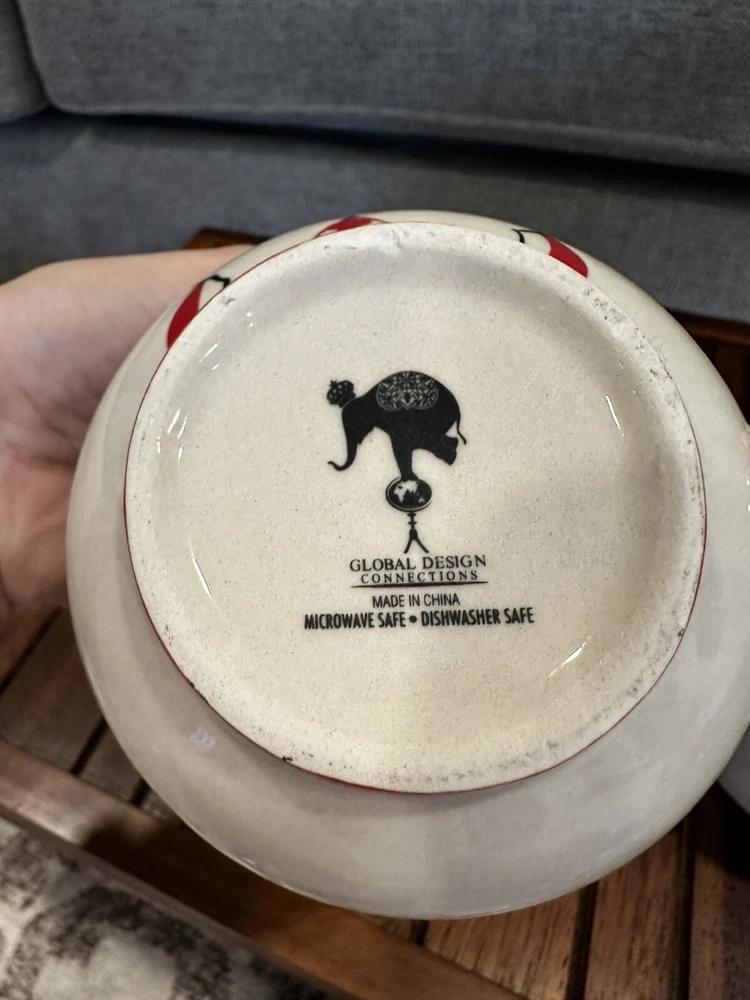 GLOBAL DESIGN
CONNECTIONS
MADE IN CHINA
MICROWAVE SAFE • DISHWASHER SAFE